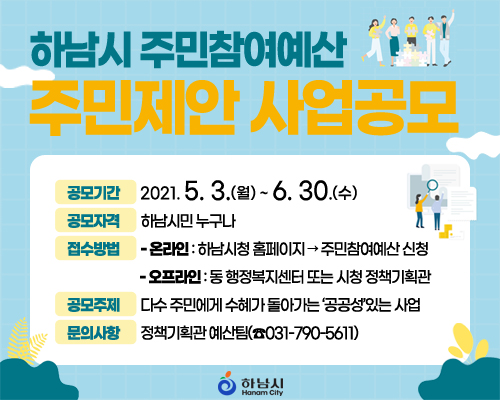 하남시 주민참여예산
주민제안 사업공모
공모기간 2021. 5. 3.(월) ~ 6. 30.(수)
공모자격 하남시민 누구나
접수방법 - 온라인 : 하남시청 홈페이지 → 주민참여예산 신청
- 오프라인 : 동 행정복지센터 또는 시청 정책기획관
공모주제 다수 주민에게 수혜가 돌아가는 '공공성'있는 사업
문의사항 정책기획관 예산팀(☎031-790-5611)
하남시
Hanam City